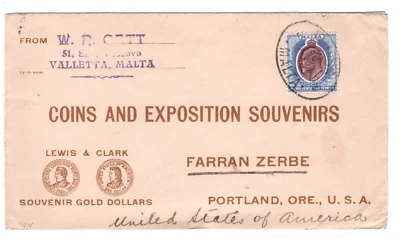 FROM
W. R. GATT
VALLETTA, MALTA
COINS AND EXPOSITION SOUVENIRS
LEWIS & CLARK
FARRAN ZERBE
SOUVENIR GOLD DOLLARS
PORTLAND, ORE., U. S. A.
United States of America